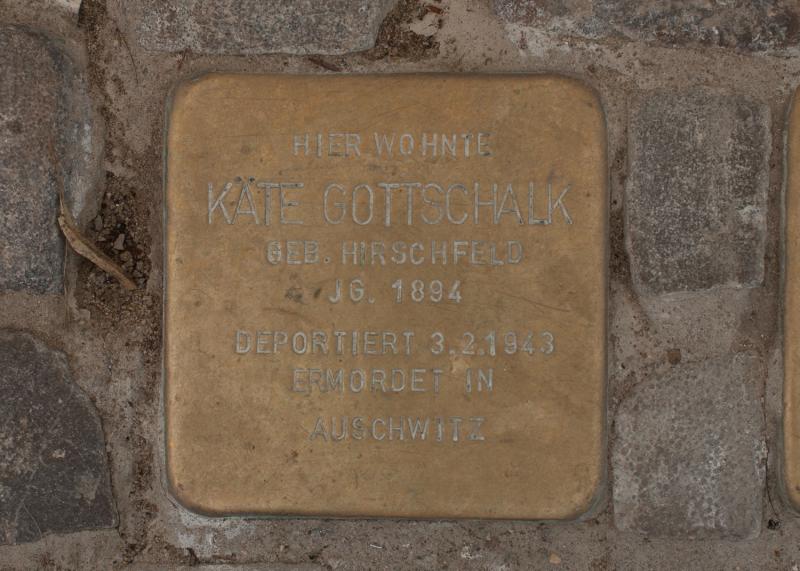 HIER WOHNTE
KÄTE GOTTSCHALK
GEB. HIRSCHFELD
JG. 1894
DEPORTIERT 3.2.1943
ERMORDET IN
AUSCHWITZ